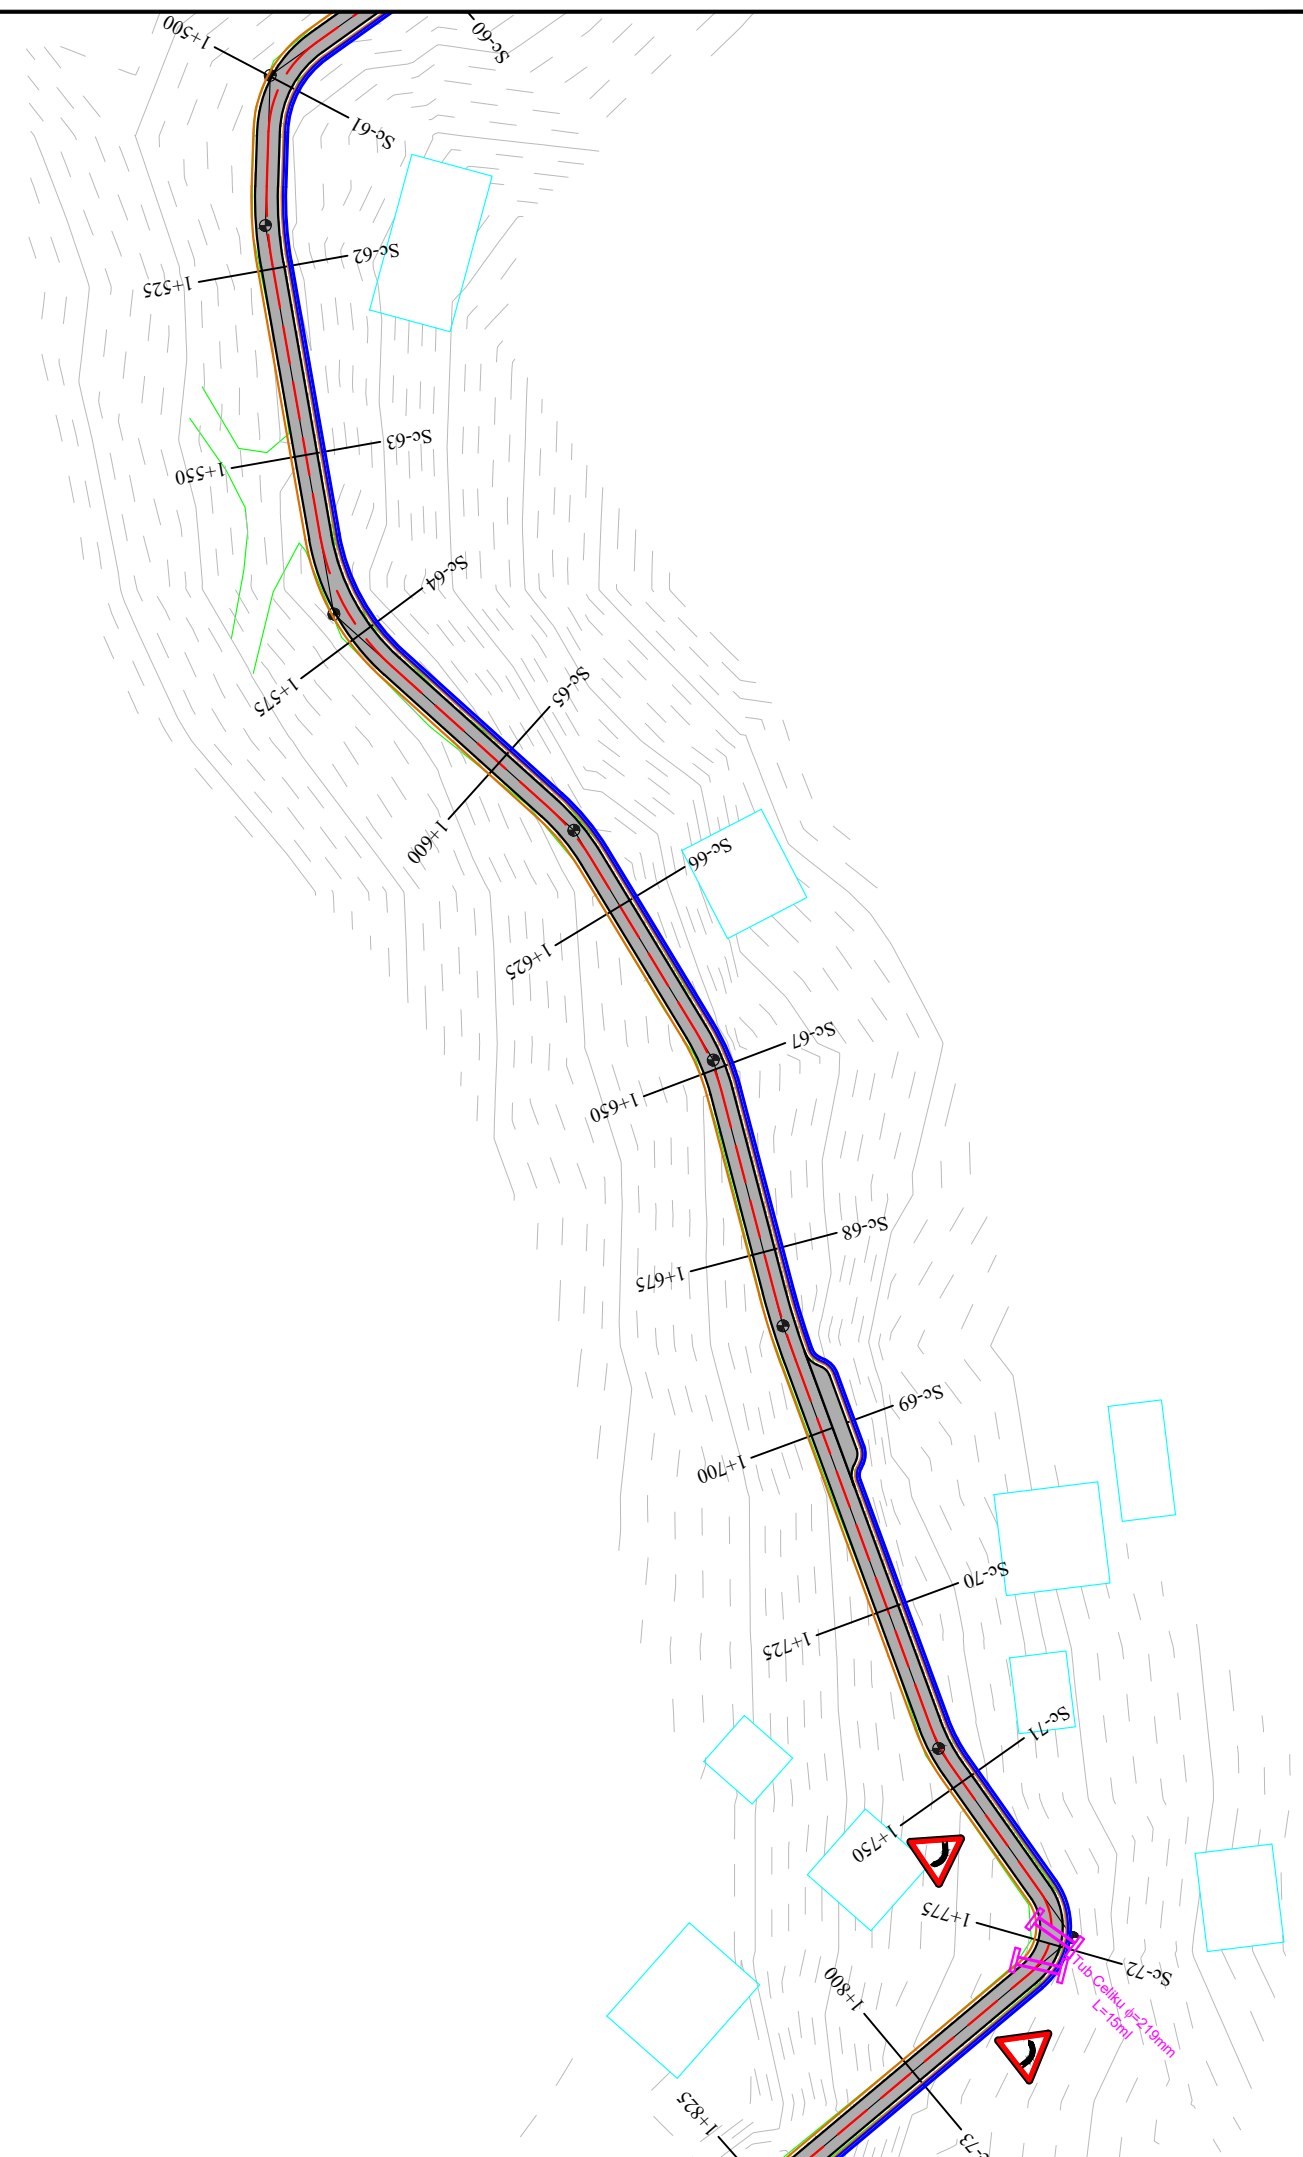 1+500
Sc-60
Sc-61
Sc-62
1+525
Sc-63
1+550
Sc-64
1+575
Sc-65
1+600
Sc-66
1+625
Sc-67
1+650
Sc-68
1+675
Sc-69
1+700
Sc-70
1+725
Sc-71
1+750
1+775
Sc-72
Tub Celiku ϕ=219mm
L=15ml
1+800
1+825
c-73